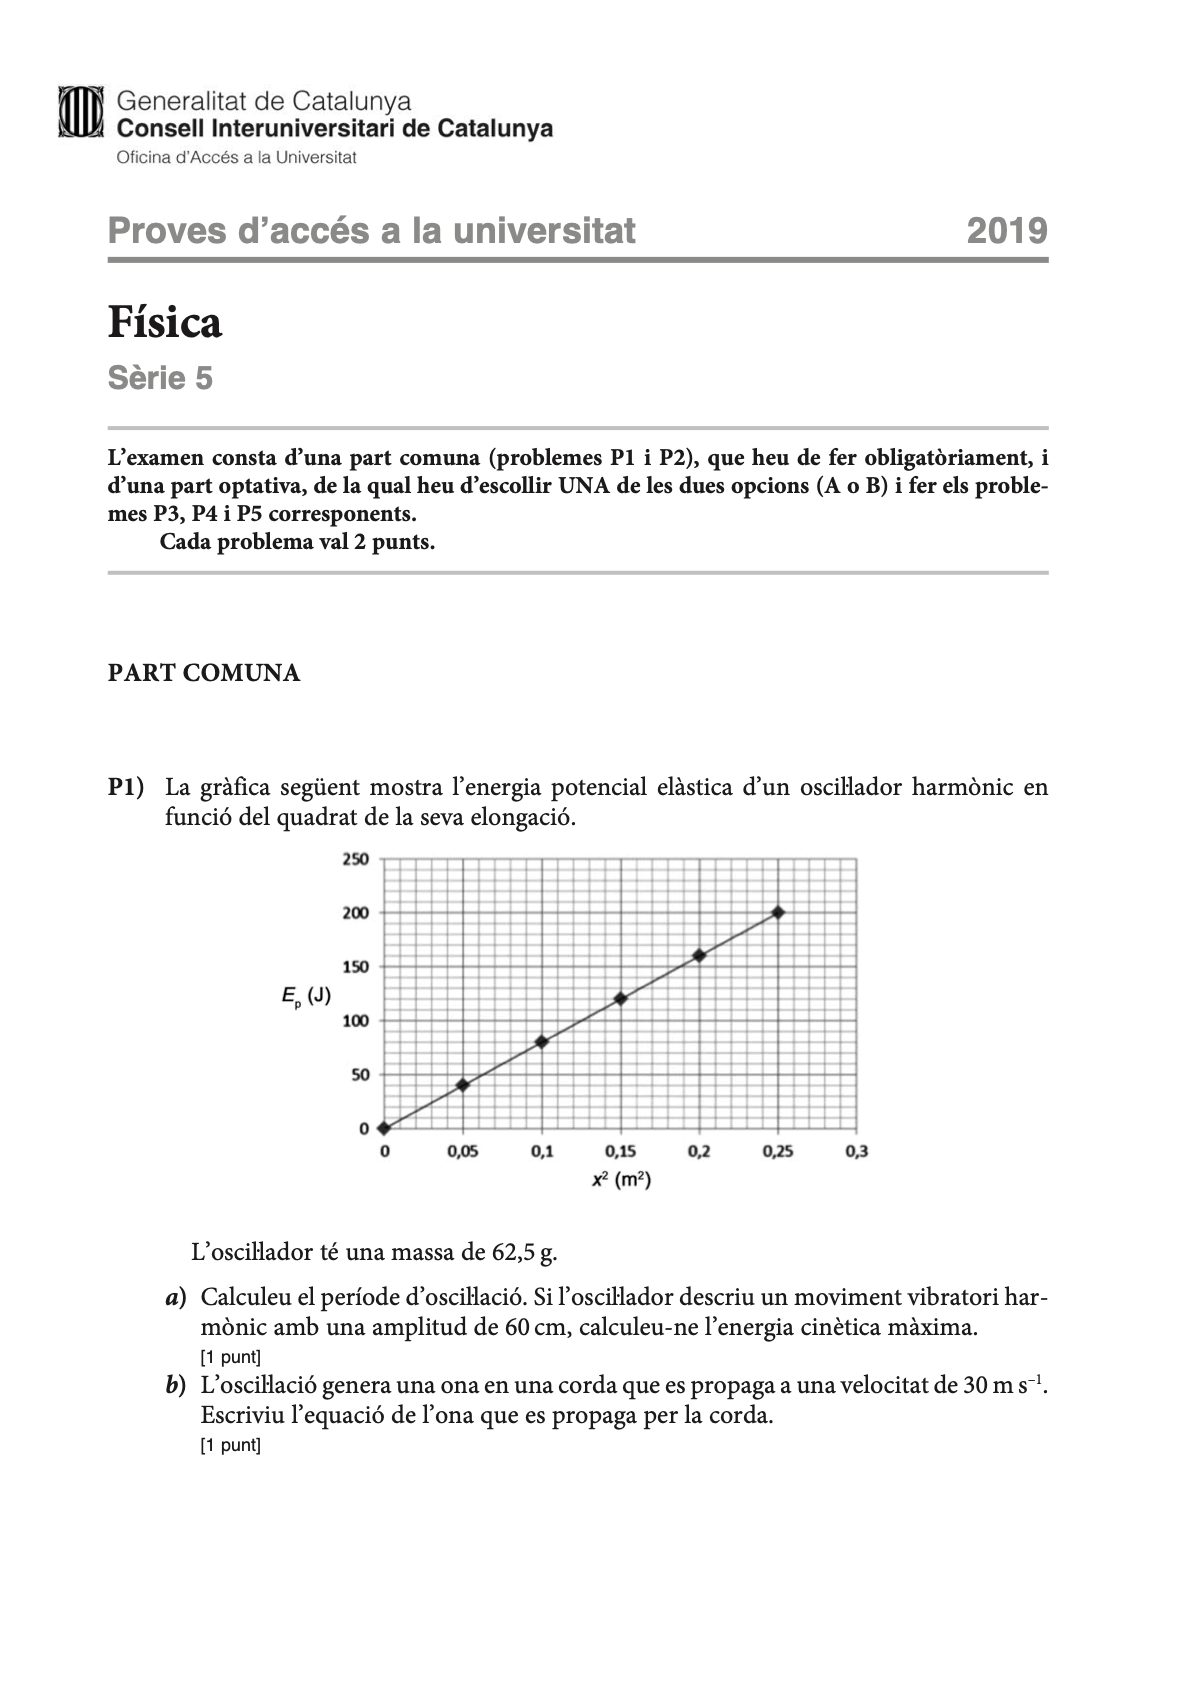 Generalitat de Catalunya
Consell Interuniversitari de Catalunya
Oficina d’Accés a la Universitat
Proves d’accés a la universitat 2019
Física
Sèrie 5
L’examen consta d’una part comuna (problemes P1 i P2), que heu de fer obligatòriament, i
d’una part optativa, de la qual heu d’escollir UNA de les dues opcions (A o B) i fer els proble-
mes P3, P4 i P5 corresponents.
Cada problema val 2 punts.
PART COMUNA
P1) La gràfica següent mostra l’energia potencial elàstica d’un oscil·lador harmònic en
funció del quadrat de la seva elongació.
250
200
150
Ep (J)
100
50
0
0 0,05 0,1 0,15 0,2 0,25 0,3
x² (m²)
L’oscil·lador té una massa de 62,5 g.
a) Calculeu el període d’oscil·lació. Si l’oscil·lador descriu un moviment vibratori har-
mònic amb una amplitud de 60 cm, calculeu-ne l’energia cinètica màxima.
[1 punt]
b) L’oscil·lació genera una ona en una corda que es propaga a una velocitat de 30 m s⁻¹.
Escriviu l’equació de l’ona que es propaga per la corda.
[1 punt]